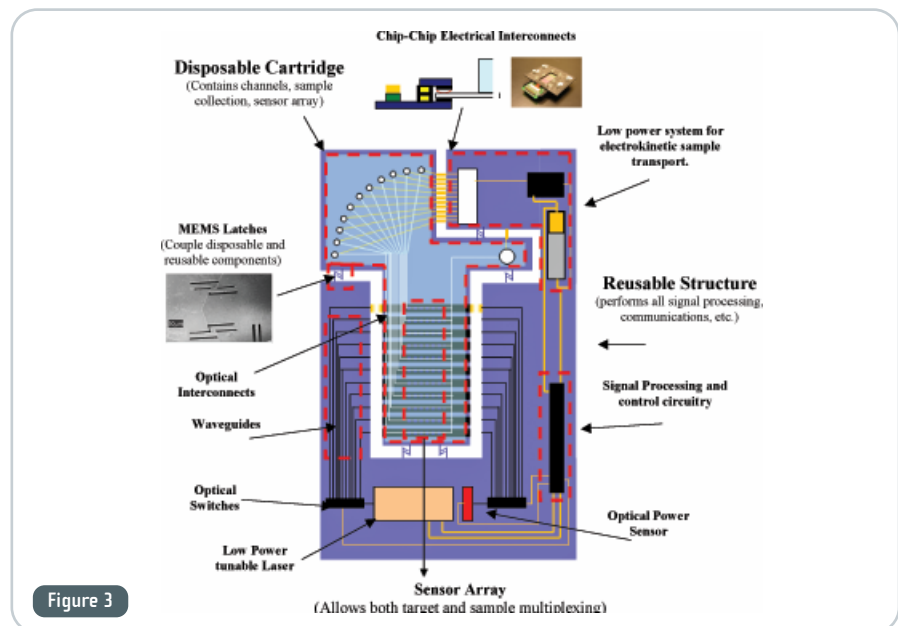 Chip-Chip Electrical Interconnects
Disposable Cartridge
(Contains channels, sample
collection, sensor array)
Low power system for
electrokinetic sample
transport.
MEMS Latches
(Couple disposable and
reusable components)
Reusable Structure
(performs all signal processing,
communications, etc.)
Optical
Interconnects
Signal Processing and
control circuitry
Waveguides
Optical
Switches
Optical Power
Sensor
Low Power
tunable Laser
Sensor Array
(Allows both target and sample multiplexing)
Figure 3